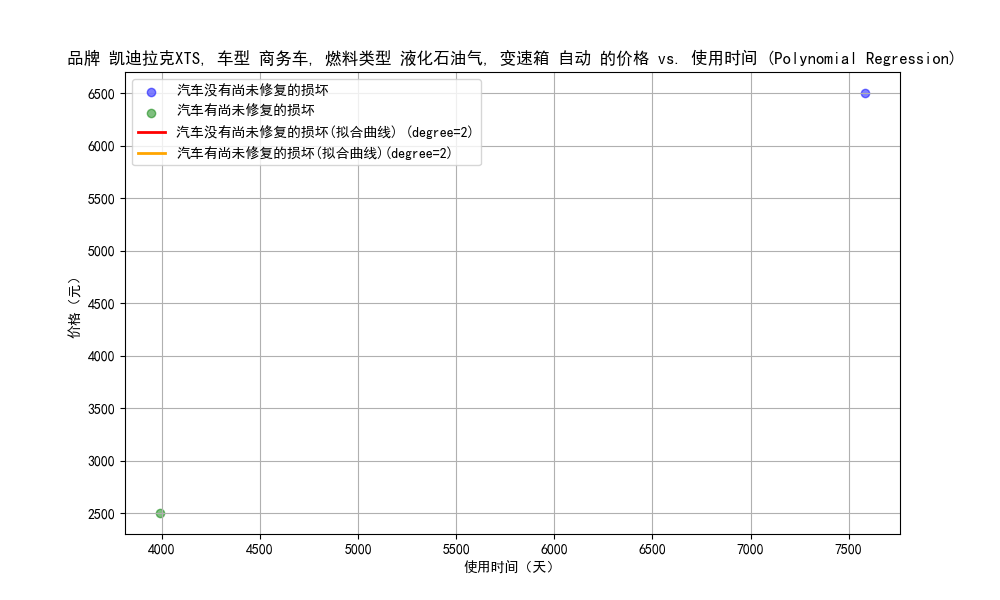 品牌 凯迪拉克XTS, 车型 商务车, 燃料类型 液化石油气, 变速箱 自动 的价格 vs. 使用时间 (Polynomial Regression)
汽车没有尚未修复的损坏
汽车有尚未修复的损坏
汽车没有尚未修复的损坏(拟合曲线) (degree=2)
汽车有尚未修复的损坏(拟合曲线)(degree=2)
价格（元）
6500
6000
5500
5000
4500
4000
3500
3000
2500
4000 4500 5000 5500 6000 6500 7000 7500
使用时间（天）